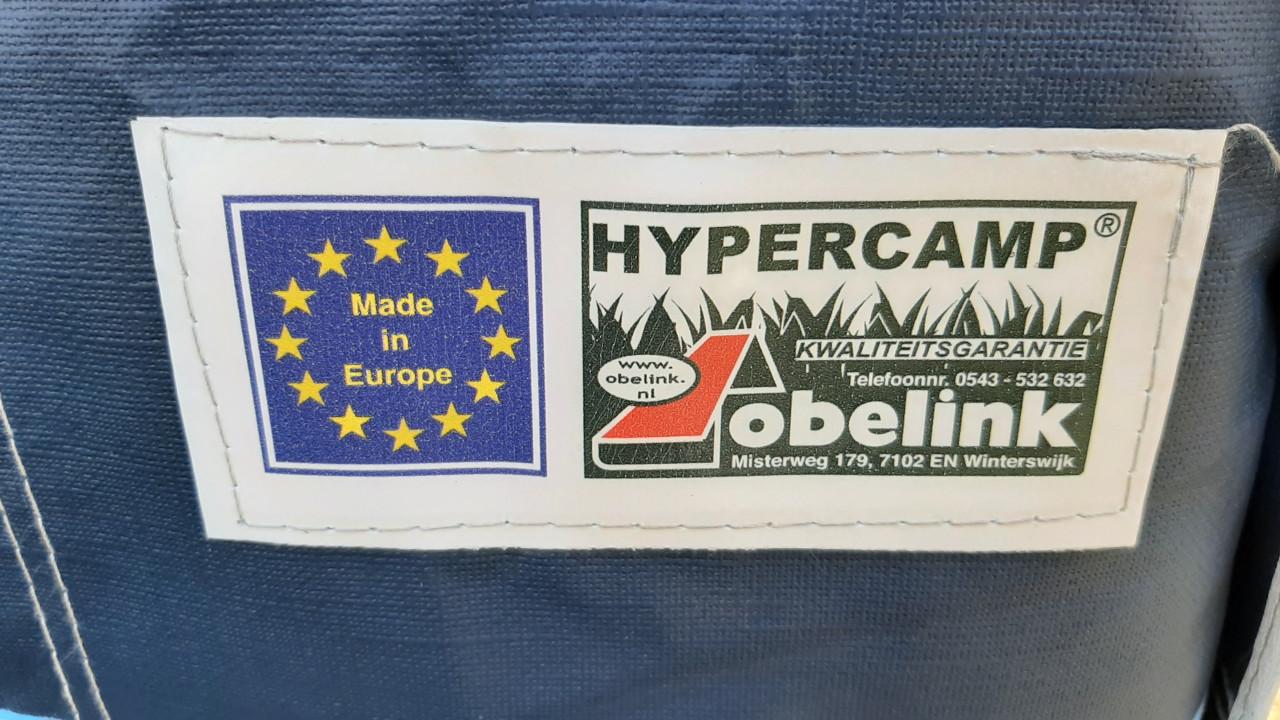 Made
in
Europe
HYPERCAMP®
KWALITEITSGARANTIE
www.
obelink.
nl
Telefoonnr. 0543 - 532 632
obelink
Misterweg 179, 7102 EN Winterswijk